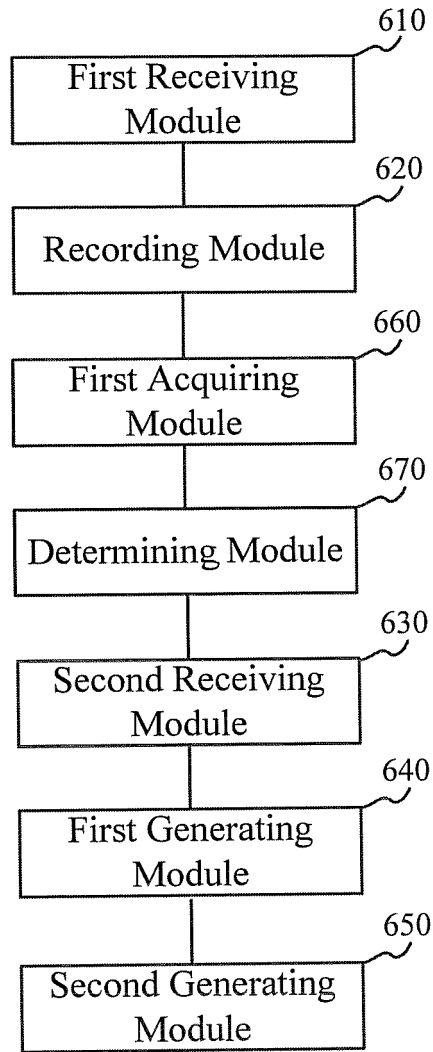 610
First Receiving
Module
620
Recording Module
660
First Acquiring
Module
670
Determining Module
630
Second Receiving
Module
640
First Generating
Module
650
Second Generating
Module